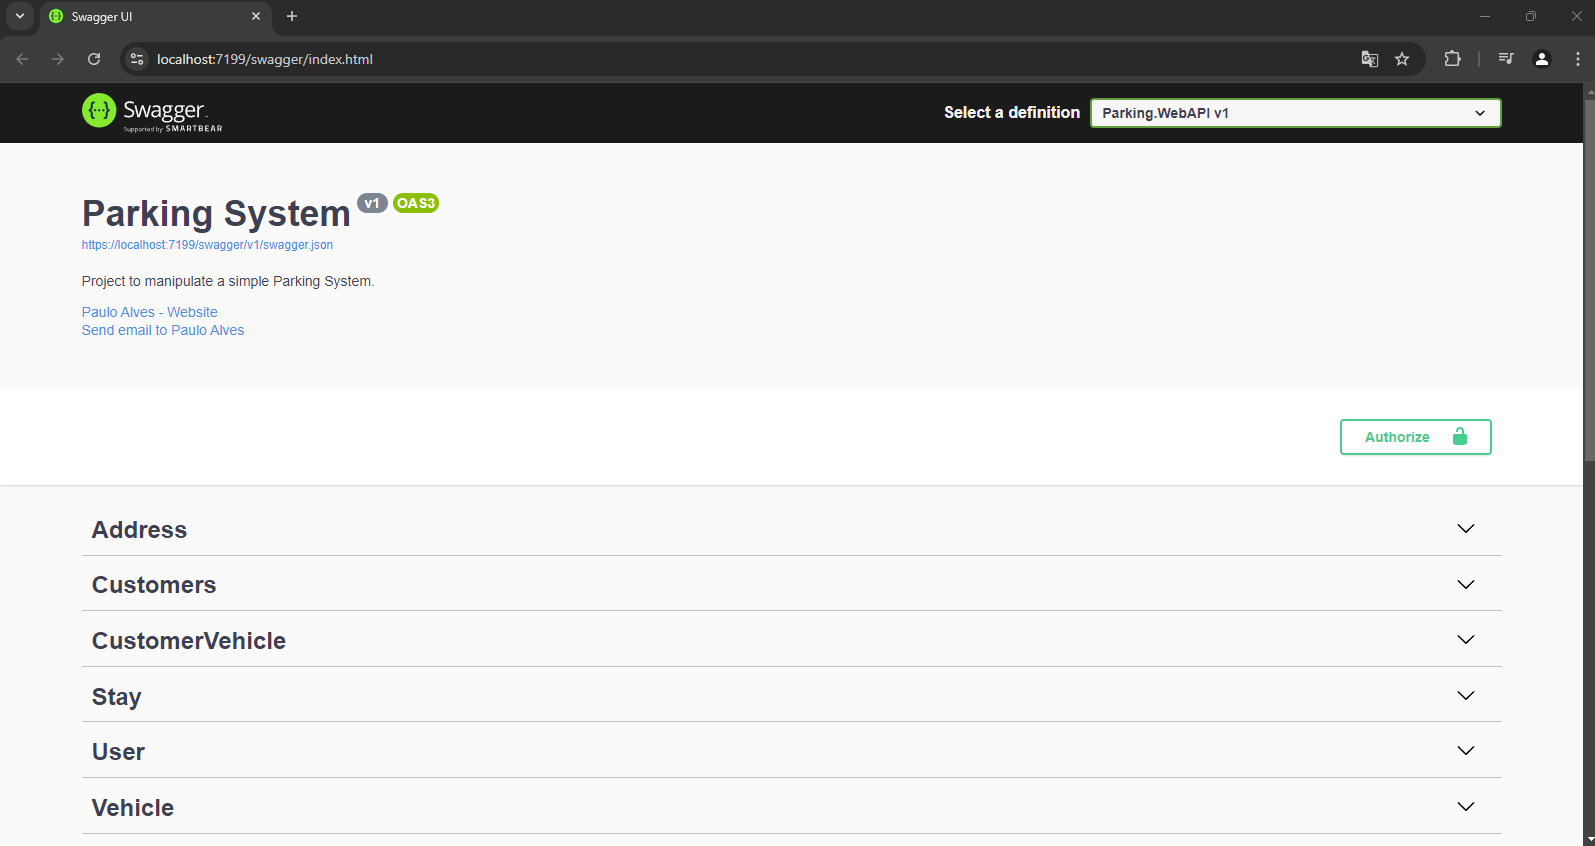 Swagger UI
localhost:7199/swagger/index.html
Swagger
Supported by SMARTBEAR
Select a definition
Parking.WebAPI v1
Parking System v1 OAS3
https://localhost:7199/swagger/v1/swagger.json
Project to manipulate a simple Parking System.
Paulo Alves - Website
Send email to Paulo Alves
Authorize
Address
Customers
CustomerVehicle
Stay
User
Vehicle